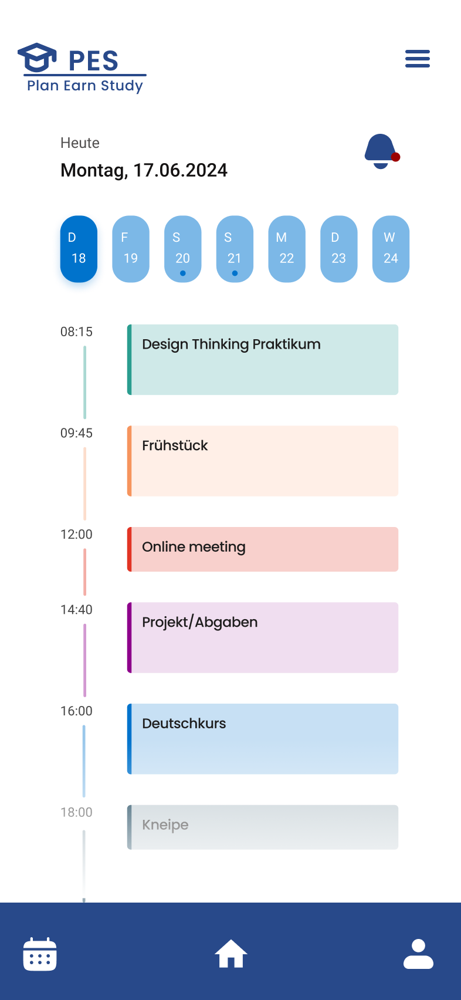 PES
Plan Earn Study
Heute
Montag, 17.06.2024
D F S S M D W
18 19 20 21 22 23 24
08:15 Design Thinking Praktikum
09:45 Frühstück
12:00 Online meeting
14:40 Projekt/Abgaben
16:00 Deutschkurs
18:00 Kneipe